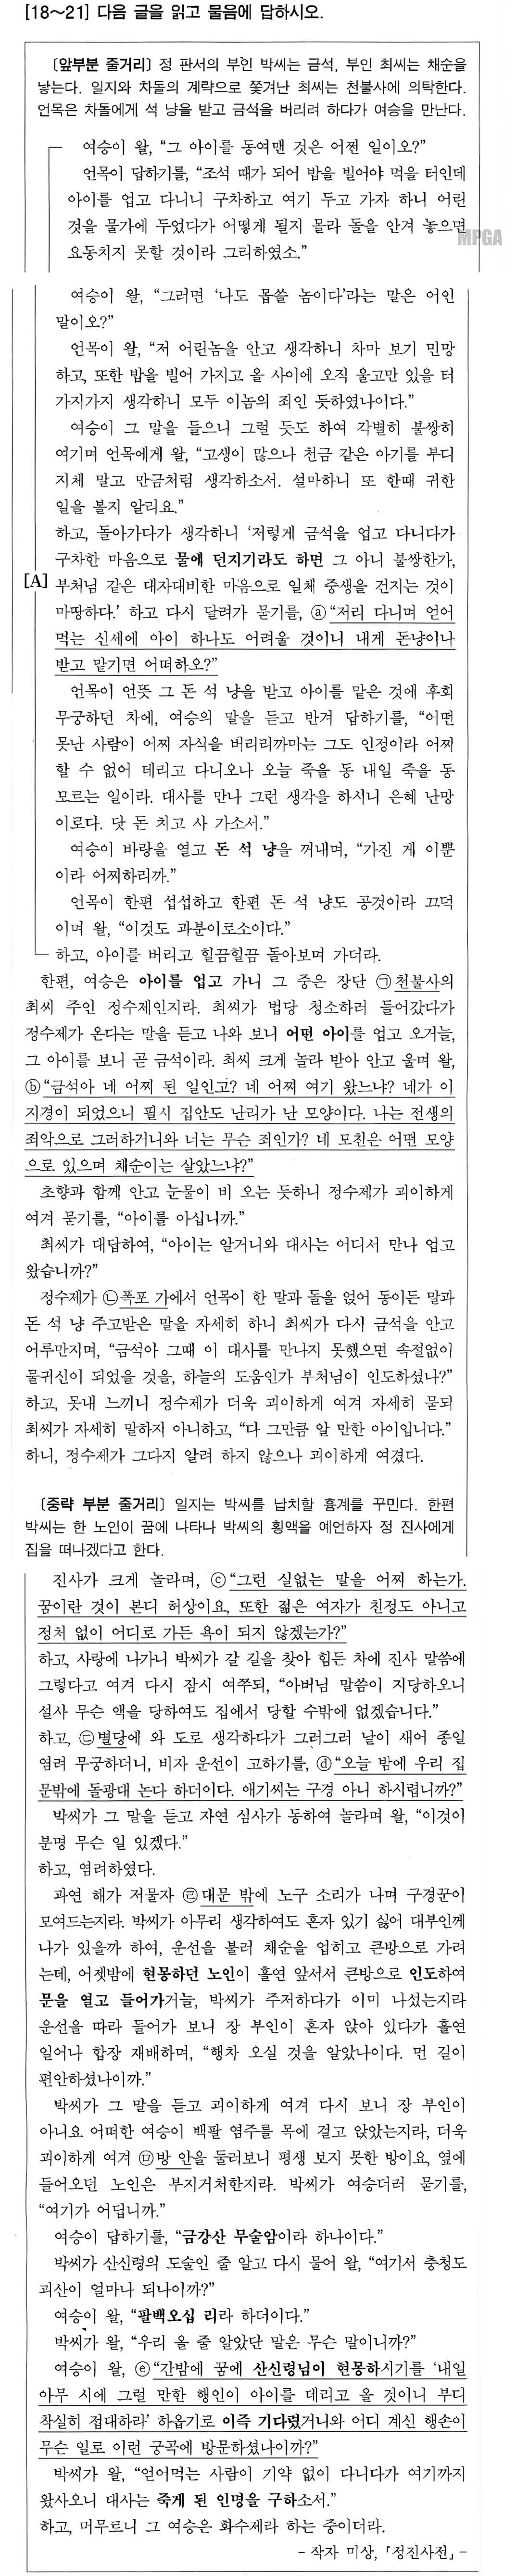 [18～21] 다음 글을 읽고 물음에 답하시오.
〔앞부분 줄거리〕 정 판서의 부인 박씨는 금석, 부인 최씨는 채순을
낳는다. 일지와 차돌의 계략으로 쫓겨난 최씨는 천불사에 의탁한다.
언목은 차돌에게 석 냥을 받고 금석을 버리려 하다가 여승을 만난다.
여승이 왈, “그 아이를 동여맨 것은 어쩐 일이오?”
언목이 답하기를, “조석 때가 되어 밥을 빌어야 먹을 터인데
아이를 업고 다니니 구차하고 여기 두고 가자 하니 어린
것을 물가에 두었다가 어떻게 될지 몰라 돌을 안겨 놓으면
요동치지 못할 것이라 그리하였소.”
MPGA
여승이 왈, “그러면 ‘나도 몹쓸 놈이다’라는 말은 어인
말이오?”
언목이 왈, “저 어린놈을 안고 생각하니 차마 보기 민망
하고, 또한 밥을 빌어 가지고 올 사이에 오직 울고만 있을 터
가지가지 생각하니 모두 이놈의 죄인 듯하였나이다.”
여승이 그 말을 들으니 그럴 듯도 하여 각별히 불쌍히
여기며 언목에게 왈, “고생이 많으나 천금 같은 아기를 부디
지체 말고 만금처럼 생각하소서. 설마하니 또 한때 귀한
일을 볼지 알리요.”
하고, 돌아가다가 생각하니 ‘저렇게 금석을 업고 다니다가
구차한 마음으로 물에 던지기라도 하면 그 아니 불쌍한가,
[A] 부처님 같은 대자대비한 마음으로 일체 중생을 건지는 것이
마땅하다.’ 하고 다시 달려가 묻기를, ⓐ“저리 다니며 얻어
먹는 신세에 아이 하나도 어려울 것이니 내게 돈냥이나
받고 맡기면 어떠하오?”
언목이 언뜻 그 돈 석 냥을 받고 아이를 맡은 것에 후회
무궁하던 차에, 여승의 말을 듣고 반겨 답하기를, “어떤
못난 사람이 어찌 자식을 버리리까마는 그도 인정이라 어찌
할 수 없어 데리고 다니오나 오늘 죽을 동 내일 죽을 동
모르는 일이라. 대사를 만나 그런 생각을 하시니 은혜 난망
이로다. 닷 돈 치고 사 가소서.”
여승이 바랑을 열고 돈 석 냥을 꺼내며, “가진 게 이뿐
이라 어찌하리까.”
언목이 한편 섭섭하고 한편 돈 석 냥도 공것이라 끄덕
이며 왈, “이것도 과분이로소이다.”
하고, 아이를 버리고 힐끔힐끔 돌아보며 가더라.
한편, 여승은 아이를 업고 가니 그 중은 장단 ㉠천불사의
최씨 주인 정수제인지라. 최씨가 법당 청소하러 들어갔다가
정수제가 온다는 말을 듣고 나와 보니 어떤 아이를 업고 오거늘,
그 아이를 보니 곧 금석이라. 최씨 크게 놀라 받아 안고 울며 왈,
ⓑ“금석아 네 어찌 된 일인고? 네 어찌 여기 왔느냐? 네가 이
지경이 되었으니 필시 집안도 난리가 난 모양이다. 나는 전생의
죄악으로 그러하거니와 너는 무슨 죄인가? 네 모친은 어떤 모양
으로 있으며 채순이는 살았느냐?”
초향과 함께 안고 눈물이 비 오는 듯하니 정수제가 괴이하게
여겨 묻기를, “아이를 아십니까.”
최씨가 대답하여, “아이는 알거니와 대사는 어디서 만나 업고
왔습니까?”
정수제가 ㉡폭포 가에서 언목이 한 말과 돌을 얹어 동이든 말과
돈 석 냥 주고받은 말을 자세히 하니 최씨가 다시 금석을 안고
어루만지며, “금석아 그때 이 대사를 만나지 못했으면 속절없이
물귀신이 되었을 것을, 하늘의 도움인가 부처님이 인도하셨나?”
하고, 못내 느끼니 정수제가 더욱 괴이하게 여겨 자세히 묻되
최씨가 자세히 말하지 아니하고, “다 그만큼 알 만한 아이입니다.”
하니, 정수제가 그다지 알려 하지 않으나 괴이하게 여겼다.
〔중략 부분 줄거리〕 일지는 박씨를 납치할 흉계를 꾸민다. 한편
박씨는 한 노인이 꿈에 나타나 박씨의 횡액을 예언하자 정 진사에게
집을 떠나겠다고 한다.
진사가 크게 놀라며, ⓒ“그런 실없는 말을 어찌 하는가.
꿈이란 것이 본디 허상이요, 또한 젊은 여자가 친정도 아니고
정처 없이 어디로 가든 욕이 되지 않겠는가?”
하고, 사랑에 나가니 박씨가 갈 길을 찾아 힘든 차에 진사 말씀에
그렇다고 여겨 다시 잠시 여쭈되, “아버님 말씀이 지당하오니
설사 무슨 액을 당하여도 집에서 당할 수밖에 없겠습니다.”
하고, ㉢별당에 와 도로 생각하다가 그러그러 날이 새어 종일
염려 무궁하더니, 비자 운선이 고하기를, ⓓ“오늘 밤에 우리 집
문밖에 돌광대 논다 하더이다. 애기씨는 구경 아니 하시렵니까?”
박씨가 그 말을 듣고 자연 심사가 동하여 놀라며 왈, “이것이
분명 무슨 일 있겠다.”
하고, 염려하였다.
과연 해가 저물자 ㉣대문 밖에 노구 소리가 나며 구경꾼이
모여드는지라. 박씨가 아무리 생각하여도 혼자 있기 싫어 대부인께
나가 있을까 하여, 운선을 불러 채순을 업히고 큰방으로 가려
는데, 어젯밤에 현몽하던 노인이 홀연 앞서서 큰방으로 인도하여
문을 열고 들어가거늘, 박씨가 주저하다가 이미 나섰는지라
운선을 따라 들어가 보니 장 부인이 혼자 앉아 있다가 홀연
일어나 합장 재배하며, “행차 오실 것을 알았나이다. 먼 길이
편안하셨나이까.”
박씨가 그 말을 듣고 괴이하게 여겨 다시 보니 장 부인이
아니요 어떠한 여승이 백팔 염주를 목에 걸고 앉았는지라, 더욱
괴이하게 여겨 ㉤방 안을 둘러보니 평생 보지 못한 방이요, 옆에
들어오던 노인은 부지거처한지라. 박씨가 여승더러 묻기를,
“여기가 어딥니까.”
여승이 답하기를, “금강산 무술암이라 하나이다.”
박씨가 산신령의 도술인 줄 알고 다시 물어 왈, “여기서 충청도
괴산이 얼마나 되나이까?”
여승이 왈, “팔백오십 리라 하더이다.”
박씨가 왈, “우리 올 줄 알았단 말은 무슨 말이니까?”
여승이 왈, ⓔ“간밤에 꿈에 산신령님이 현몽하시기를 ‘내일
아무 시에 그럴 만한 행인이 아이를 데리고 올 것이니 부디
착실히 접대하라’ 하옵기로 이즉 기다렸거니와 어디 계신 행손이
무슨 일로 이런 궁곡에 방문하셨나이까?”
박씨가 왈, “얻어먹는 사람이 기약 없이 다니다가 여기까지
왔사오니 대사는 죽게 된 인명을 구하소서.”
하고, 머무르니 그 여승은 화수제라 하는 중이더라.
- 작자 미상, 「정진사전」 -